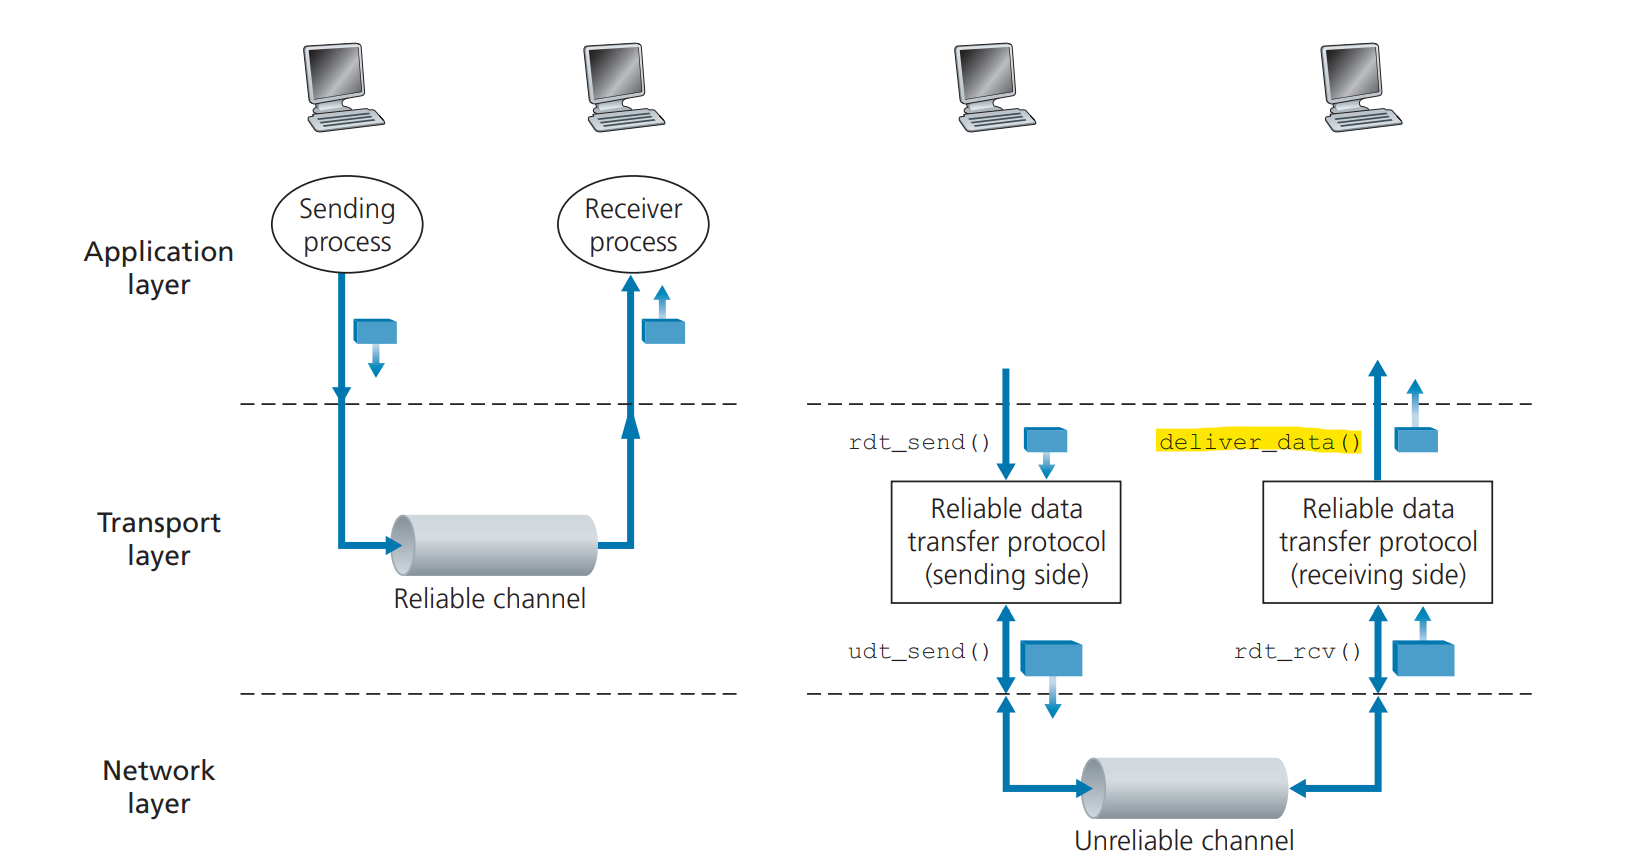 Sending
process
Receiver
process
Application
layer
rdt_send()
deliver_data()
Transport
layer
Reliable channel
Reliable data
transfer protocol
(sending side)
Reliable data
transfer protocol
(receiving side)
udt_send()
rdt_rcv()
Network
layer
Unreliable channel